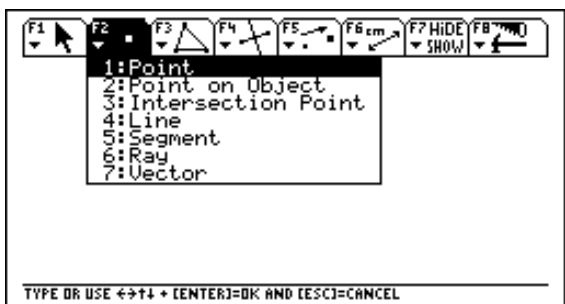 F1 F2 F3 F4 F5 F6 cm F7 HiDE F8
SHOW
1:Point
2:Point on Object
3:Intersection Point
4:Line
5:Segment
6:Ray
7:Vector
TYPE OR USE ←→↑↓ + [ENTER]=OK AND [ESC]=CANCEL